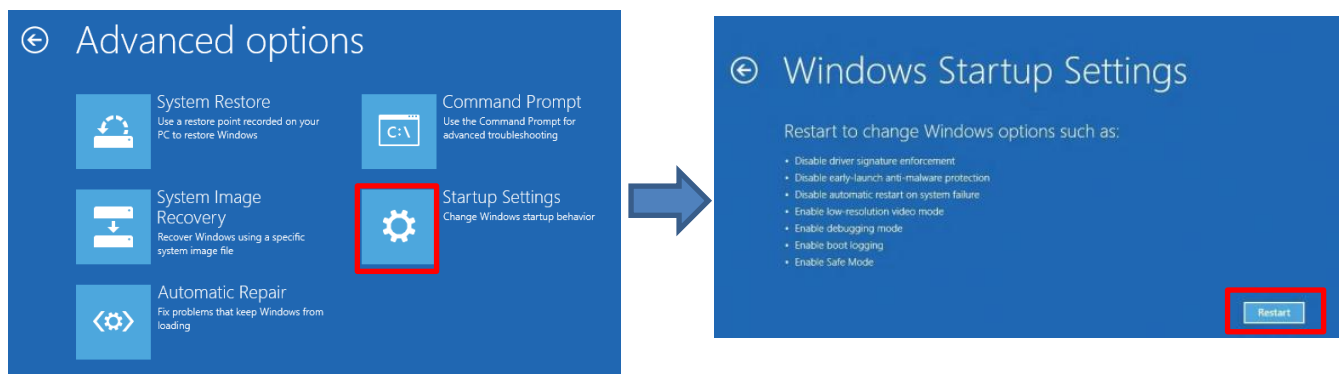 Advanced options
System Restore
Use a restore point recorded on your
PC to restore Windows
Command Prompt
Use the Command Prompt for
advanced troubleshooting
C:\
System Image
Recovery
Recover Windows using a specific
system image file
Startup Settings
Change Windows startup behavior
Automatic Repair
Fix problems that keep Windows from
loading
Windows Startup Settings
Restart to change Windows options such as:
• Disable driver signature enforcement
• Disable early-launch anti-malware protection
• Disable automatic restart on system failure
• Enable low-resolution video mode
• Enable debugging mode
• Enable boot logging
• Enable Safe Mode
Restart